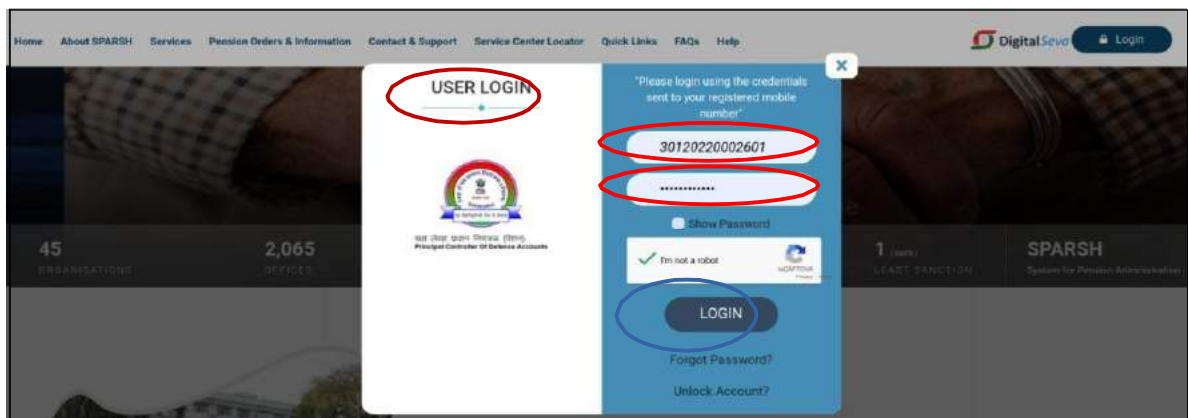 Home About SPARSH Services Pension Orders & Information Contact & Support Service Center Locator Quick Links FAQs Help DigitalSeva Login
USER LOGIN
Principal Controller Of Defence Accounts
"Please login using the credentials
sent to your registered mobile
number"
30120220002601
••••••••••••
Show Password
I'm not a robot
reCAPTCHA
LOGIN
Forgot Password?
Unlock Account?
45
ORGANISATIONS
2,065
OFFICES
1
LEAST SANCTION
SPARSH
System for Pension Administration